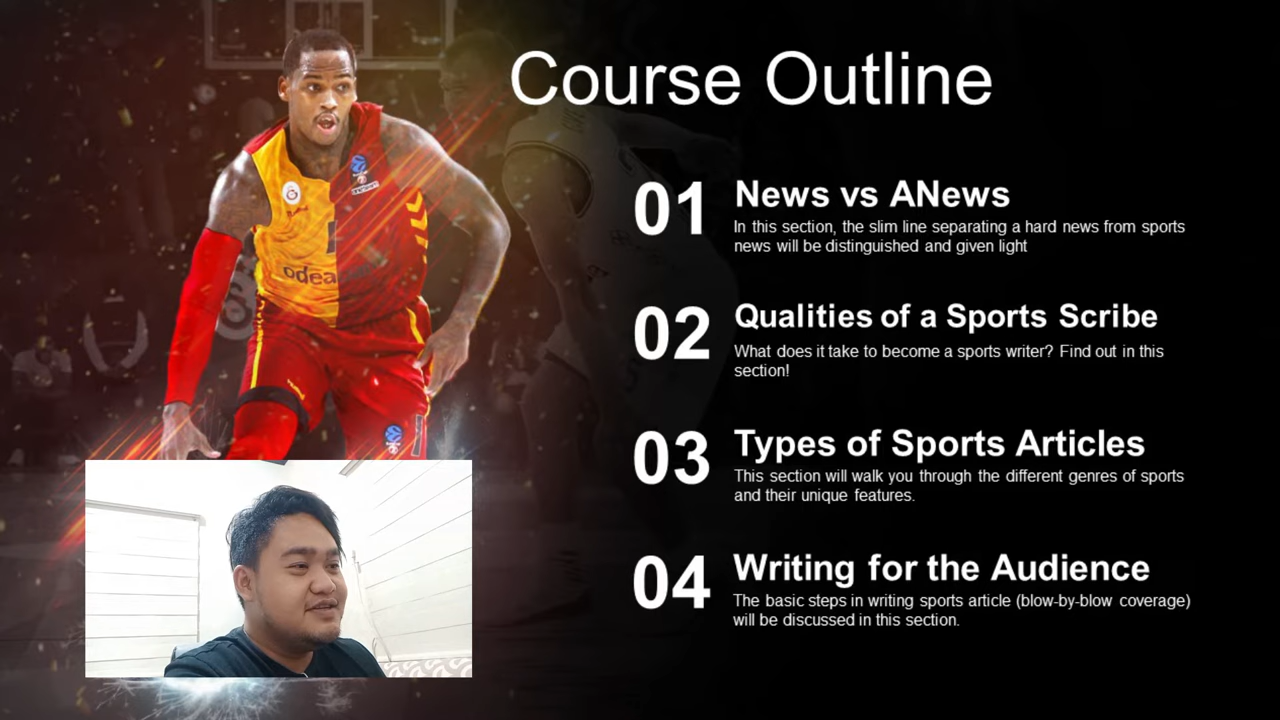 Course Outline
01
News vs ANews
In this section, the slim line separating a hard news from sports
news will be distinguished and given light
02
Qualities of a Sports Scribe
What does it take to become a sports writer? Find out in this
section!
03
Types of Sports Articles
This section will walk you through the different genres of sports
and their unique features.
04
Writing for the Audience
The basic steps in writing sports article (blow-by-blow coverage)
will be discussed in this section.